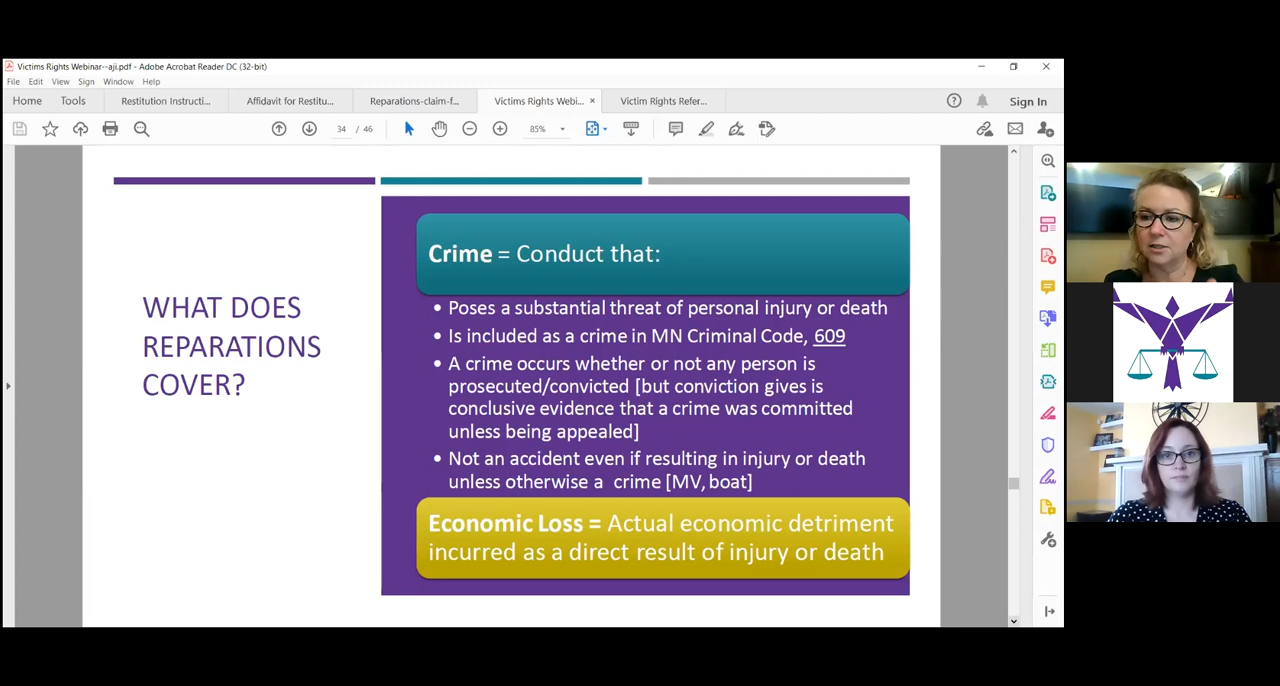 Victims Rights Webinar--aji.pdf - Adobe Acrobat Reader DC (32-bit)
File Edit View Sign Window Help
Home Tools Restitution Instructi... Affidavit for Restitu... Reparations-claim-f... Victims Rights Webi... × Victim Rights Refer... Sign In
34 / 46 85%
WHAT DOES
REPARATIONS
COVER?
Crime = Conduct that:
• Poses a substantial threat of personal injury or death
• Is included as a crime in MN Criminal Code, 609
• A crime occurs whether or not any person is
prosecuted/convicted [but conviction gives is
conclusive evidence that a crime was committed
unless being appealed]
• Not an accident even if resulting in injury or death
unless otherwise a crime [MV, boat]
Economic Loss = Actual economic detriment
incurred as a direct result of injury or death